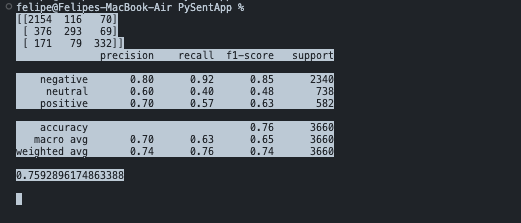 felipe@Felipes-MacBook-Air PySentApp %
[[2154 116 70]
[ 376 293 69]
[ 171 79 332]]
precision recall f1-score support
negative 0.80 0.92 0.85 2340
neutral 0.60 0.40 0.48 738
positive 0.70 0.57 0.63 582
accuracy 0.76 3660
macro avg 0.70 0.63 0.65 3660
weighted avg 0.74 0.76 0.74 3660
0.7592896174863388